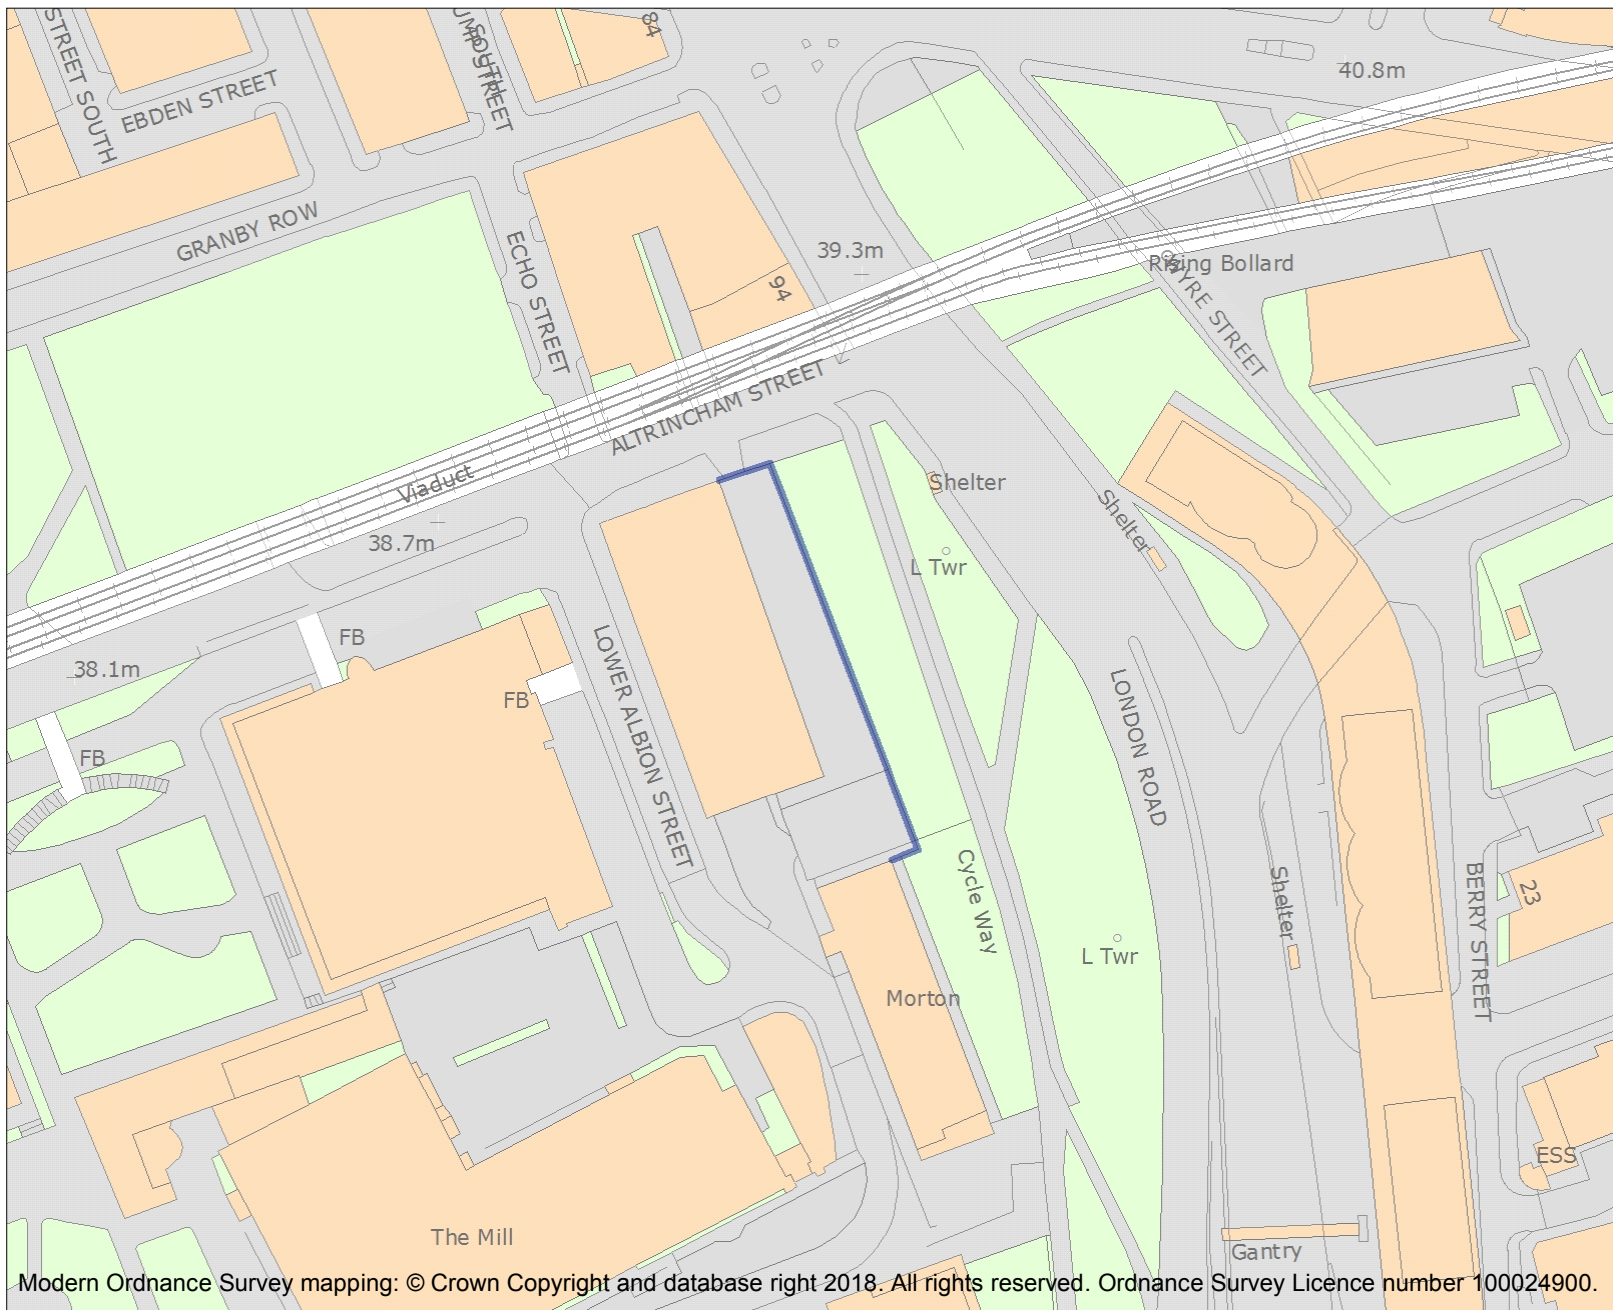 STREET SOUTH
EBDEN STREET
SOUTH
STREET
84
40.8m
GRANBY ROW
ECHO STREET
39.3m
94
Rising Bollard
STREET
ALTRINCHAM STREET
Viaduct
38.7m
Shelter
Shelter
L Twr
FB
38.1m
FB
LOWER ALBION STREET
LONDON ROAD
FB
Cycle Way
Shelter
BERRY STREET
23
L Twr
Morton
ESS
The Mill
Gantry
Modern Ordnance Survey mapping: © Crown Copyright and database right 2018. All rights reserved. Ordnance Survey Licence number 100024900.